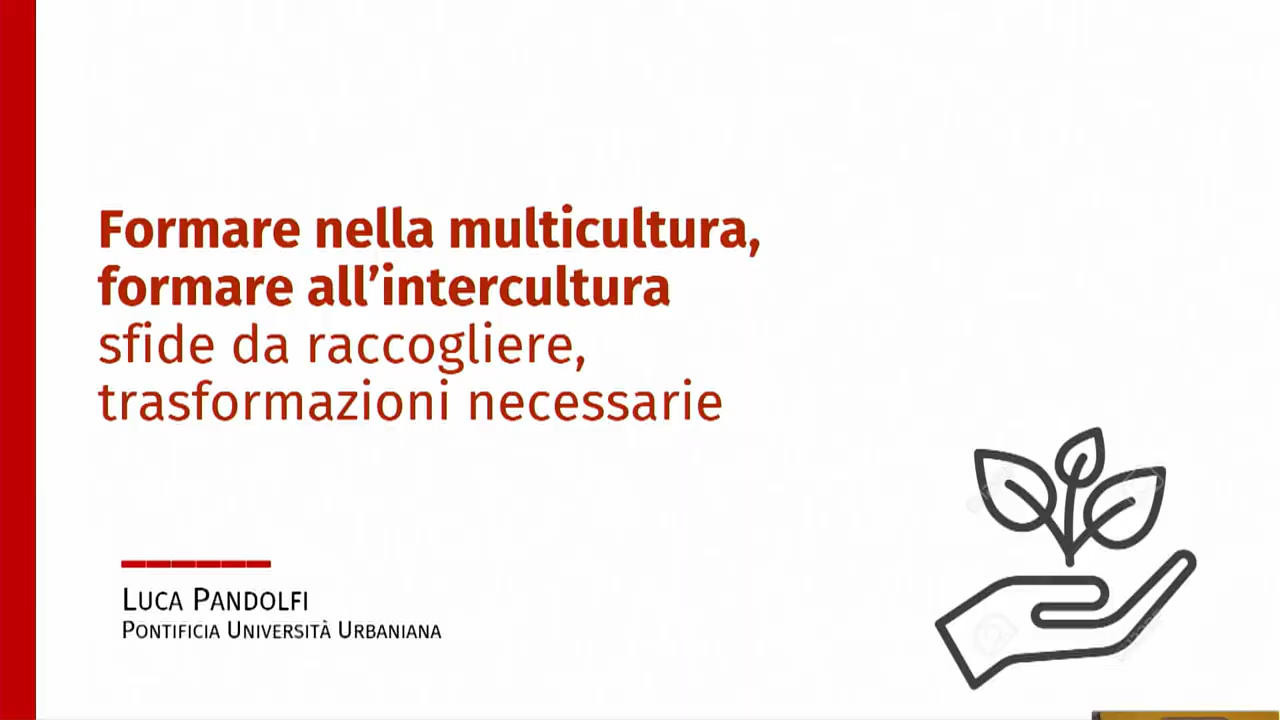 Formare nella multicultura,
formare all’intercultura
sfide da raccogliere,
trasformazioni necessarie
Luca Pandolfi
Pontificia Università Urbaniana